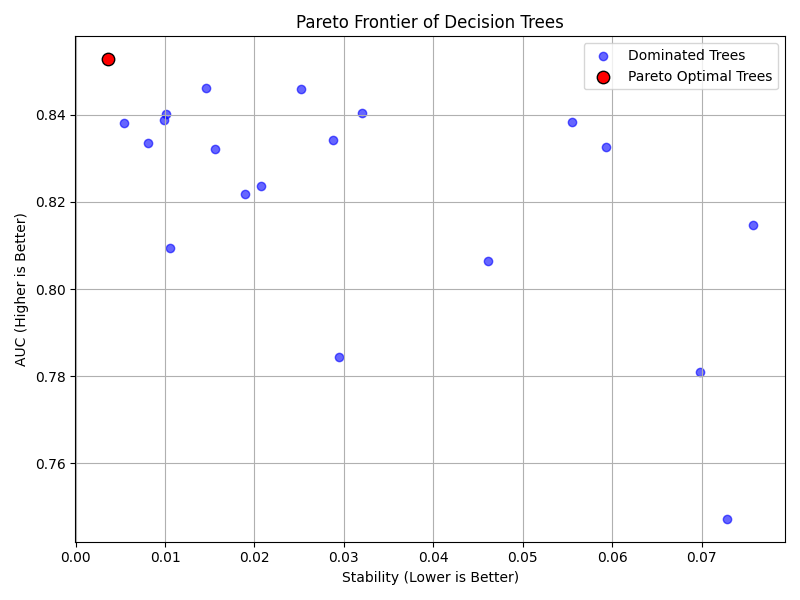 Pareto Frontier of Decision Trees
Dominated Trees
Pareto Optimal Trees
AUC (Higher is Better)
0.84
0.82
0.80
0.78
0.76
0.00 0.01 0.02 0.03 0.04 0.05 0.06 0.07
Stability (Lower is Better)